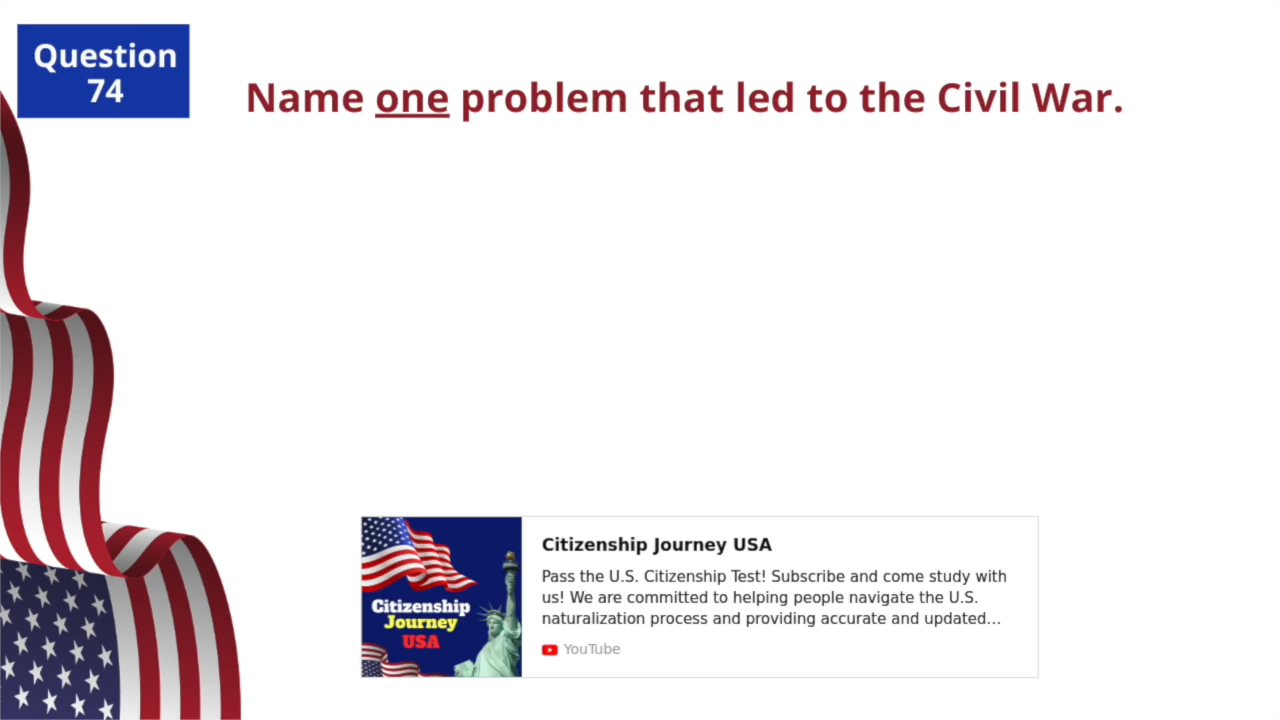 Question
74
Name one problem that led to the Civil War.
Citizenship
Journey
USA
Citizenship Journey USA
Pass the U.S. Citizenship Test! Subscribe and come study with
us! We are committed to helping people navigate the U.S.
naturalization process and providing accurate and updated...
YouTube